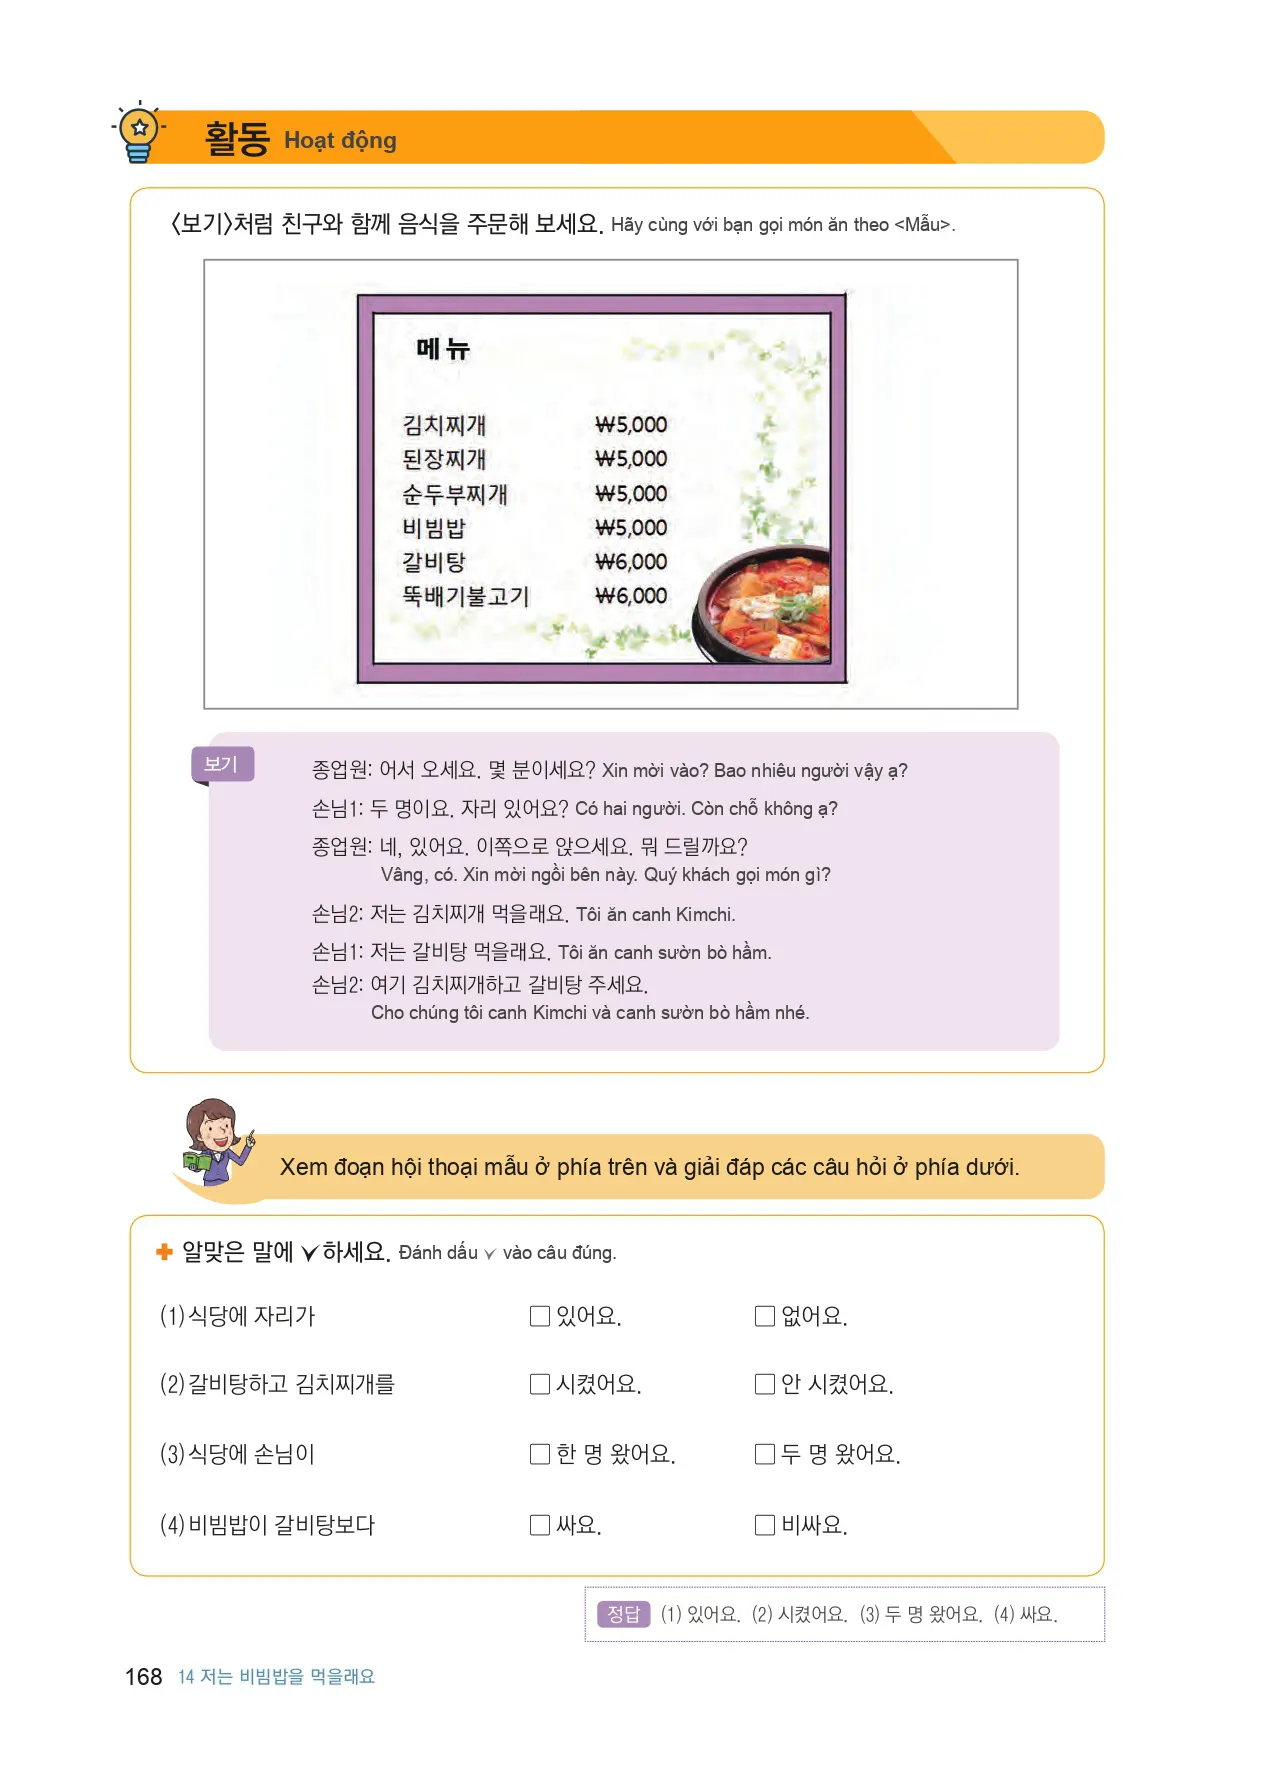 활동 Hoạt động
<보기>처럼 친구와 함께 음식을 주문해 보세요. Hãy cùng với bạn gọi món ăn theo <Mẫu>.
메뉴
김치찌개 ₩5,000
된장찌개 ₩5,000
순두부찌개 ₩5,000
비빔밥 ₩5,000
갈비탕 ₩6,000
뚝배기불고기 ₩6,000
보기
종업원: 어서 오세요. 몇 분이세요? Xin mời vào? Bao nhiêu người vậy ạ?
손님1: 두 명이요. 자리 있어요? Có hai người. Còn chỗ không ạ?
종업원: 네, 있어요. 이쪽으로 앉으세요. 뭐 드릴까요?
Vâng, có. Xin mời ngồi bên này. Quý khách gọi món gì?
손님2: 저는 김치찌개 먹을래요. Tôi ăn canh Kimchi.
손님1: 저는 갈비탕 먹을래요. Tôi ăn canh sườn bò hầm.
손님2: 여기 김치찌개하고 갈비탕 주세요.
Cho chúng tôi canh Kimchi và canh sườn bò hầm nhé.
Xem đoạn hội thoại mẫu ở phía trên và giải đáp các câu hỏi ở phía dưới.
알맞은 말에 ✓하세요. Đánh dấu ✓ vào câu đúng.
(1) 식당에 자리가 □ 있어요. □ 없어요.
(2) 갈비탕하고 김치찌개를 □ 시켰어요. □ 안 시켰어요.
(3) 식당에 손님이 □ 한 명 왔어요. □ 두 명 왔어요.
(4) 비빔밥이 갈비탕보다 □ 싸요. □ 비싸요.
정답 (1) 있어요. (2) 시켰어요. (3) 두 명 왔어요. (4) 싸요.
168 14 저는 비빔밥을 먹을래요